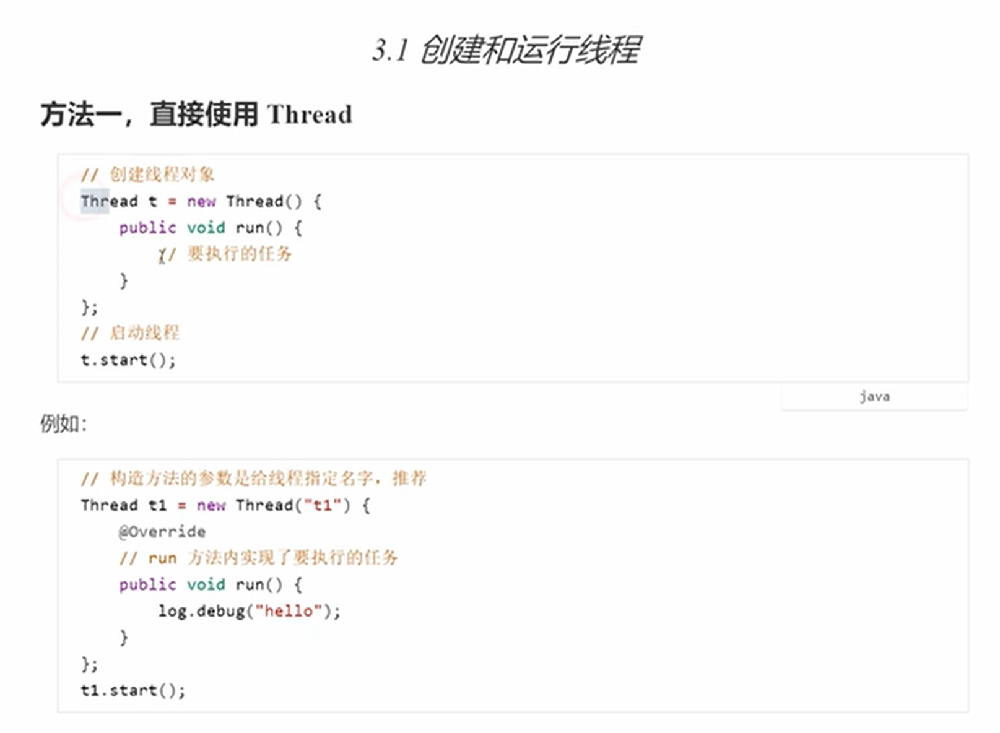 3.1 创建和运行线程
方法一，直接使用 Thread
// 创建线程对象
Thread t = new Thread() {
    public void run() {
        // 要执行的任务
    }
};
// 启动线程
t.start();
java
例如：
// 构造方法的参数是给线程指定名字，推荐
Thread t1 = new Thread("t1") {
    @Override
    // run 方法内实现了要执行的任务
    public void run() {
        log.debug("hello");
    }
};
t1.start();